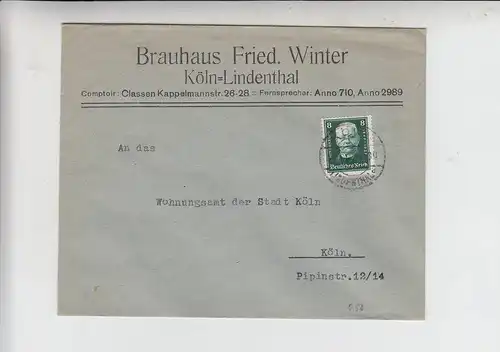 Brauhaus Fried. Winter
Köln=Lindenthal
Comptoir: Classen Kappelmannstr. 26-28 = Fernsprecher: Anno 710, Anno 2989
8 8
Deutsches Reich
An das
Wohnungsamt der Stadt Köln
Köln.
Pipinstr.12/14